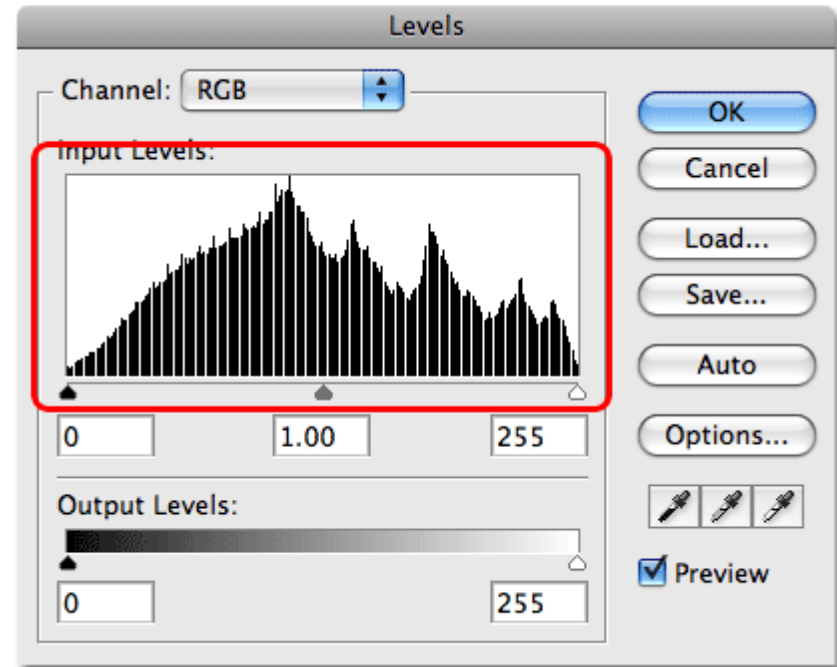 Levels
Channel: RGB
Input Levels:
0 1.00 255
Output Levels:
0 255
OK
Cancel
Load...
Save...
Auto
Options...
Preview